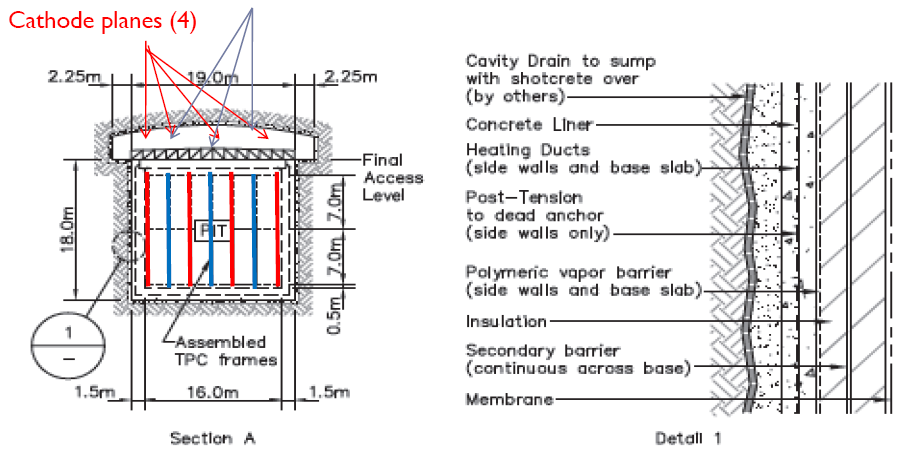 Cathode planes (4)
2.25m
19.0m
2.25m
Final
Access
Level
18.0m
7.0m
PIT
7.0m
0.5m
1
–
Assembled
TPC frames
1.5m
16.0m
1.5m
Section A
Cavity Drain to sump
with shotcrete over
(by others)
Concrete Liner
Heating Ducts
(side walls and base slab)
Post-Tension
to dead anchor
(side walls only)
Polymeric vapor barrier
(side walls and base slab)
Insulation
Secondary barrier
(continuous across base)
Membrane
Detail 1